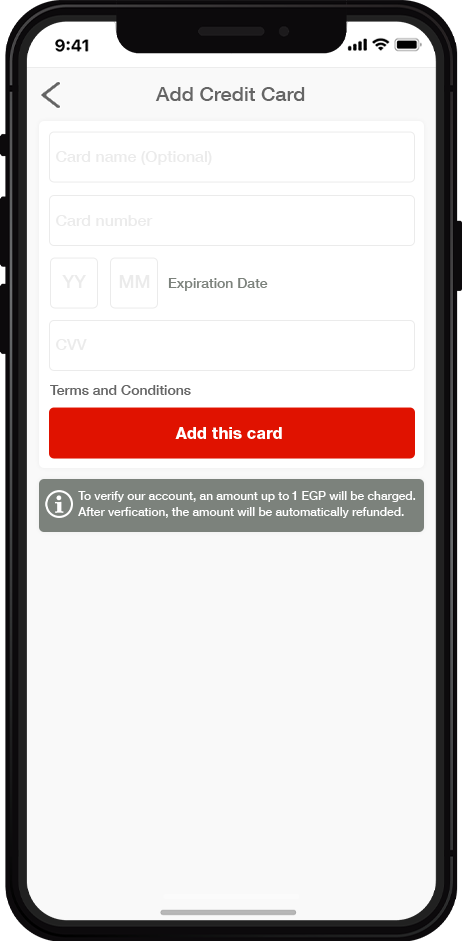 9:41
Add Credit Card
Card name (Optional)
Card number
YY MM Expiration Date
CVV
Terms and Conditions
Add this card
To verify our account, an amount up to 1 EGP will be charged.
After verfication, the amount will be automatically refunded.